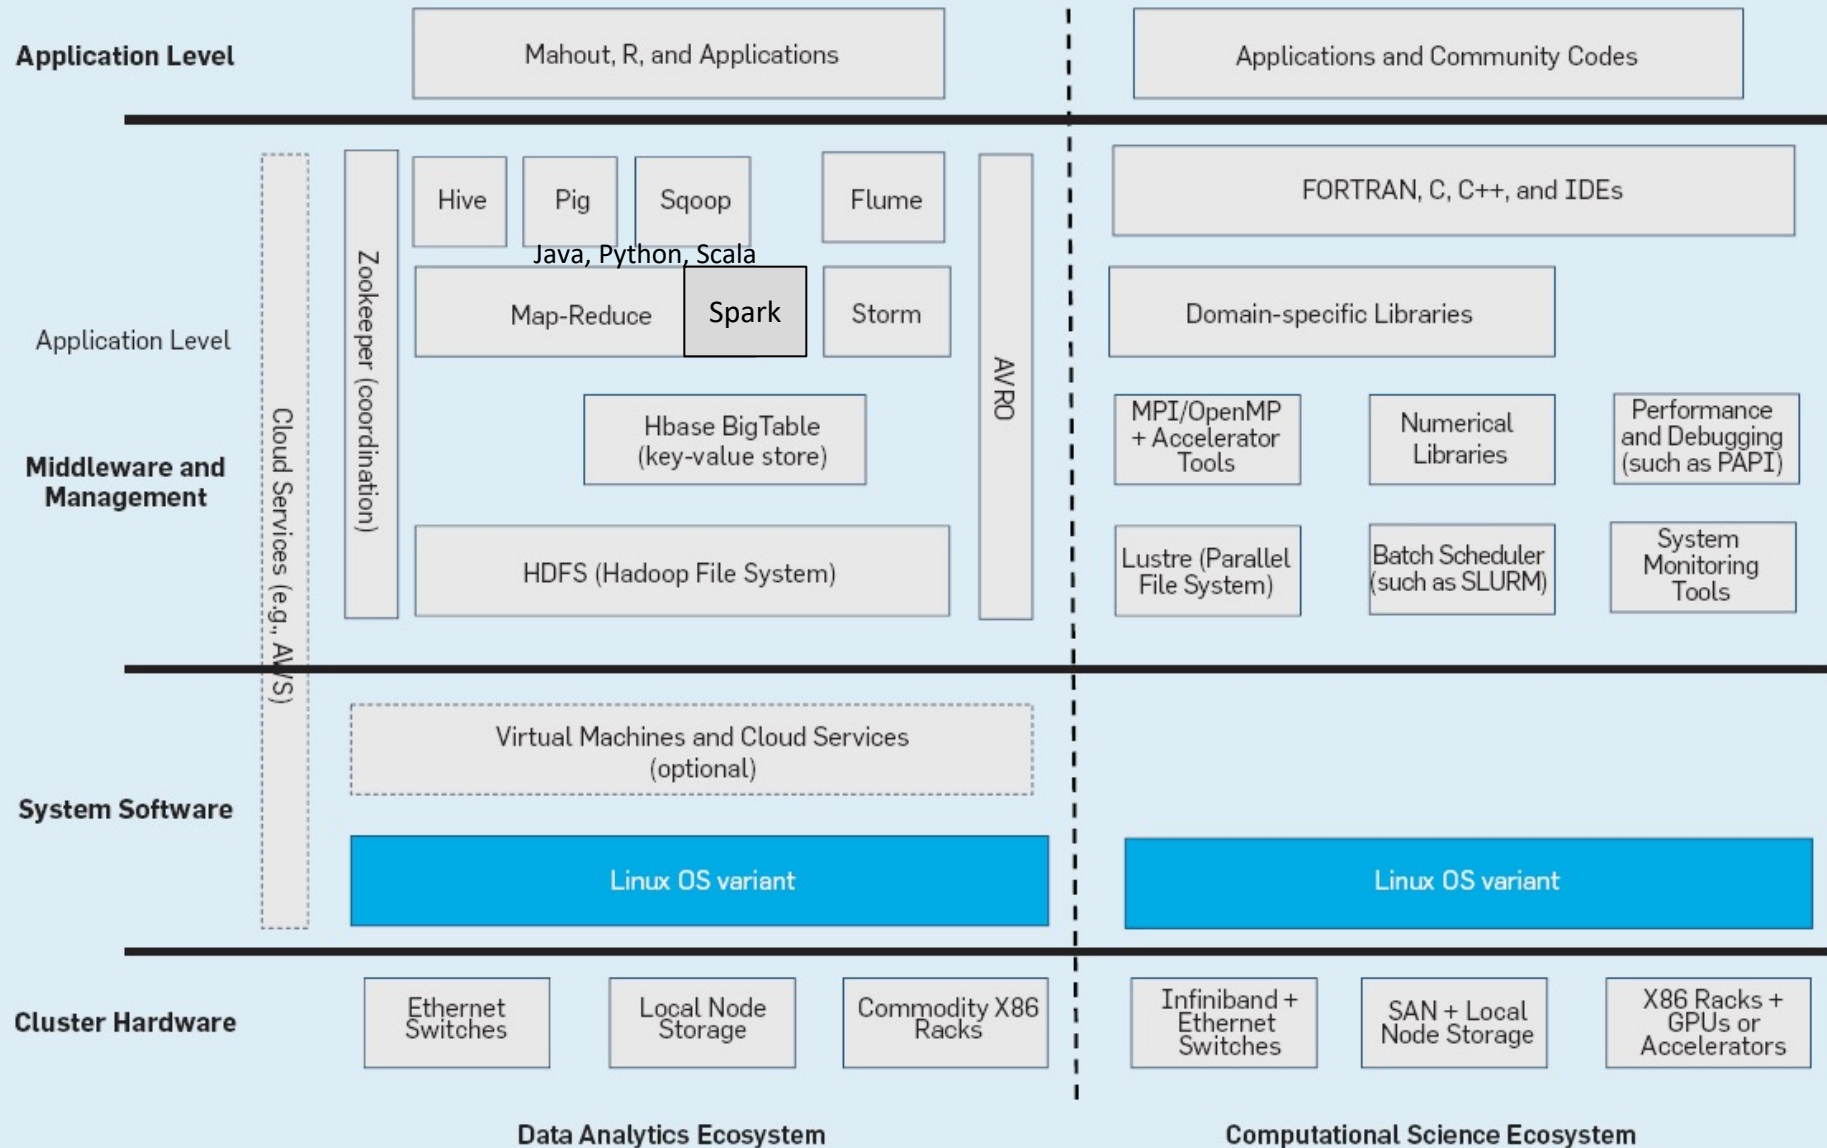 Application Level
Mahout, R, and Applications
Applications and Community Codes
Cloud Services (e.g., AWS)
Zookeeper (coordination)
Hive
Pig
Sqoop
Flume
AVRO
FORTRAN, C, C++, and IDEs
Java, Python, Scala
Map-Reduce
Spark
Storm
Domain-specific Libraries
Application Level
Hbase BigTable
(key-value store)
MPI/OpenMP
+ Accelerator
Tools
Numerical
Libraries
Performance
and Debugging
(such as PAPI)
Middleware and
Management
HDFS (Hadoop File System)
Lustre (Parallel
File System)
Batch Scheduler
(such as SLURM)
System
Monitoring
Tools
Virtual Machines and Cloud Services
(optional)
System Software
Linux OS variant
Linux OS variant
Cluster Hardware
Ethernet
Switches
Local Node
Storage
Commodity X86
Racks
Infiniband +
Ethernet
Switches
SAN + Local
Node Storage
X86 Racks +
GPUs or
Accelerators
Data Analytics Ecosystem
Computational Science Ecosystem